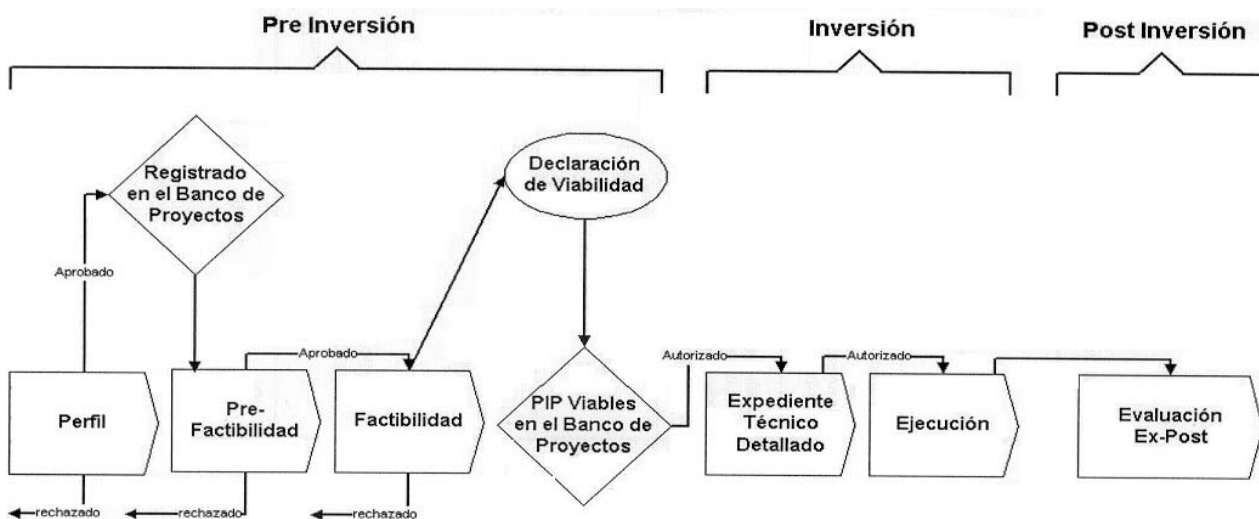 Pre Inversión
Inversión
Post Inversión
Registrado
en el Banco de
Proyectos
Declaración
de Viabilidad
Aprobado
Aprobado
Autorizado
Autorizado
Perfil
Pre-
Factibilidad
Factibilidad
PIP Viables
en el Banco de
Proyectos
Expediente
Técnico
Detallado
Ejecución
Evaluación
Ex-Post
rechazado
rechazado
rechazado